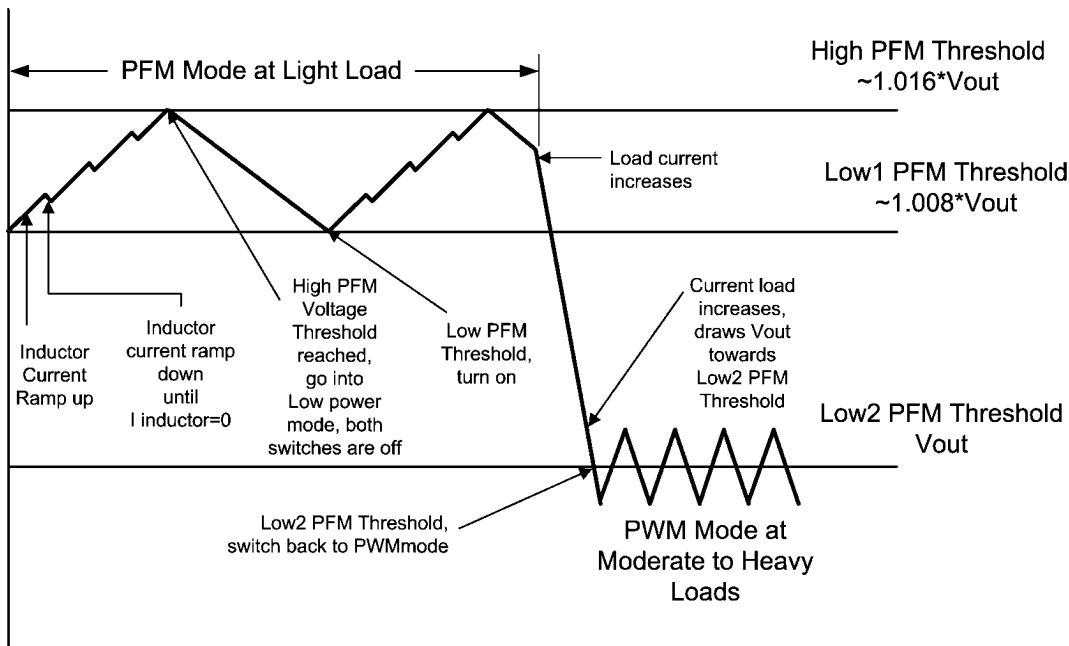 PFM Mode at Light Load
High PFM Threshold
~1.016*Vout
Load current
increases
Low1 PFM Threshold
~1.008*Vout
Inductor
Current
Ramp up
Inductor
current ramp
down
until
I inductor=0
High PFM
Voltage
Threshold
reached,
go into
Low power
mode, both
switches are off
Low PFM
Threshold,
turn on
Current load
increases,
draws Vout
towards
Low2 PFM
Threshold
Low2 PFM Threshold
Vout
Low2 PFM Threshold,
switch back to PWMmode
PWM Mode at
Moderate to Heavy
Loads